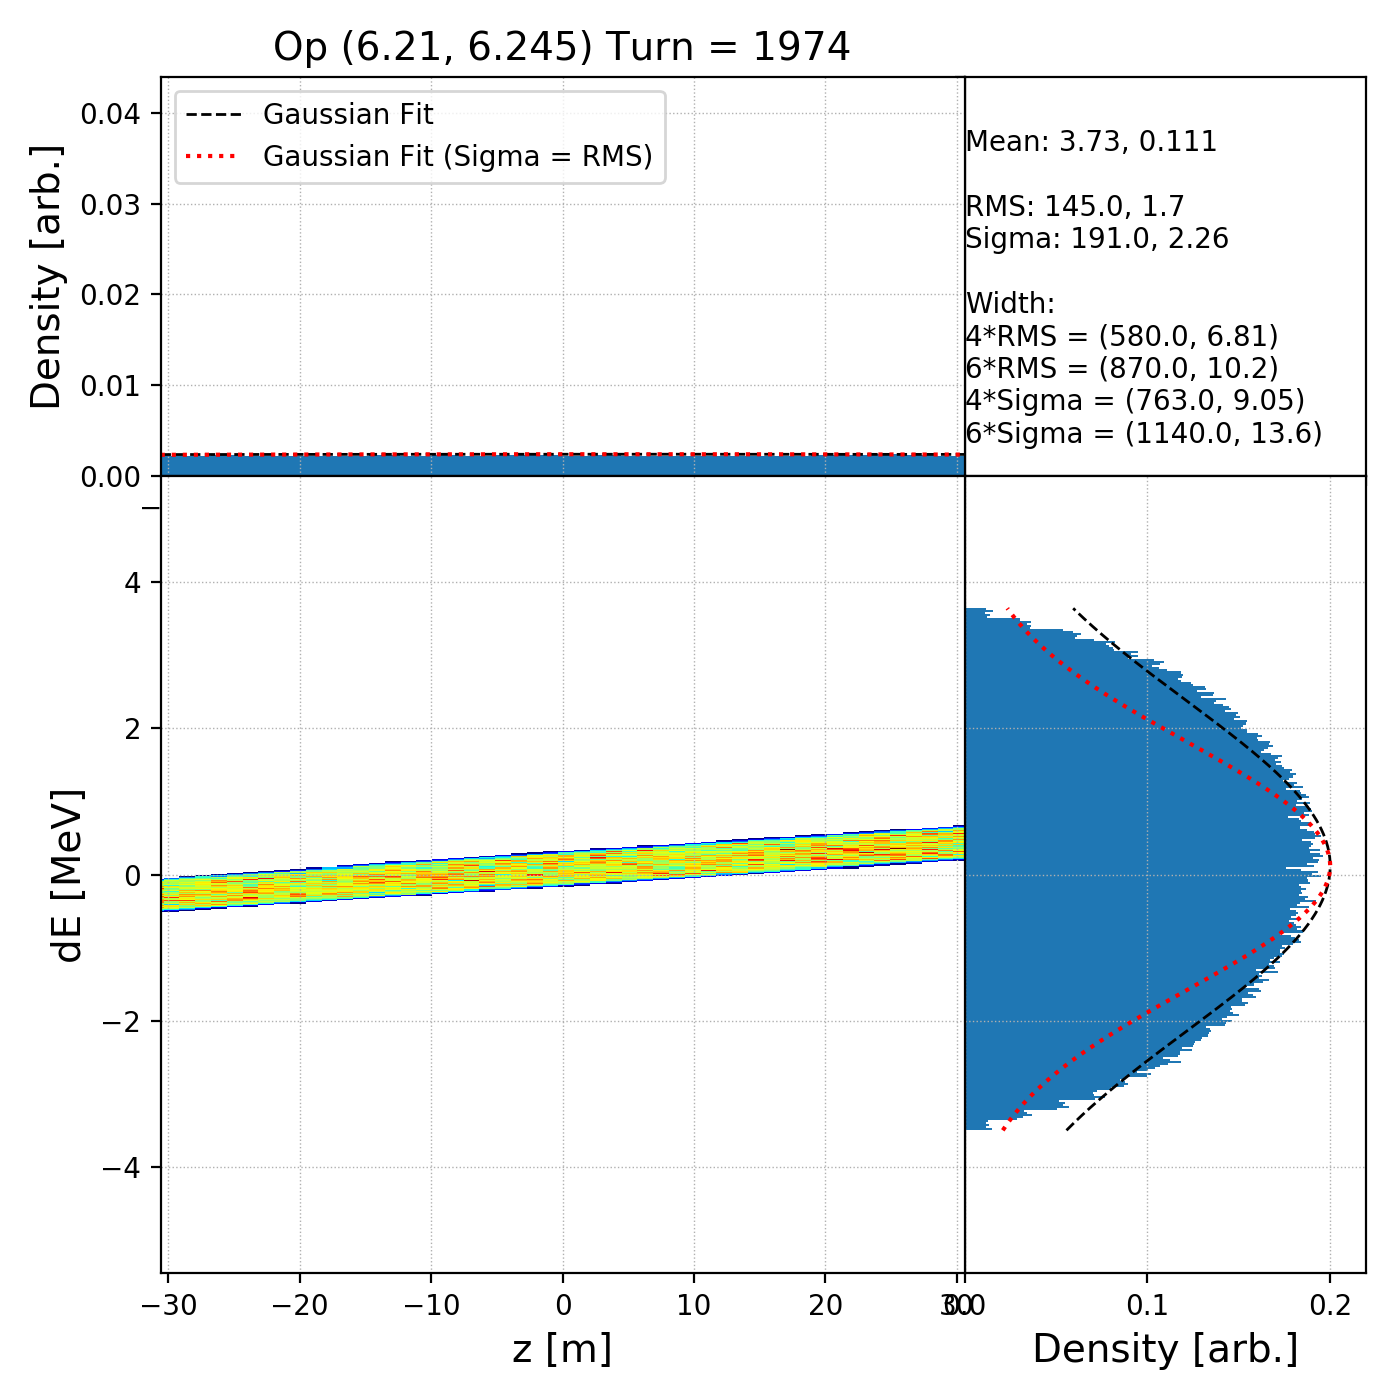 Op (6.21, 6.245) Turn = 1974
Gaussian Fit
Gaussian Fit (Sigma = RMS)
Density [arb.]
0.04
0.03
0.02
0.01
0.00
Mean: 3.73, 0.111
RMS: 145.0, 1.7
Sigma: 191.0, 2.26
Width:
4*RMS = (580.0, 6.81)
6*RMS = (870.0, 10.2)
4*Sigma = (763.0, 9.05)
6*Sigma = (1140.0, 13.6)
dE [MeV]
4
2
0
−2
−4
−30 −20 −10 0 10 20 30
z [m]
0.0 0.1 0.2
Density [arb.]